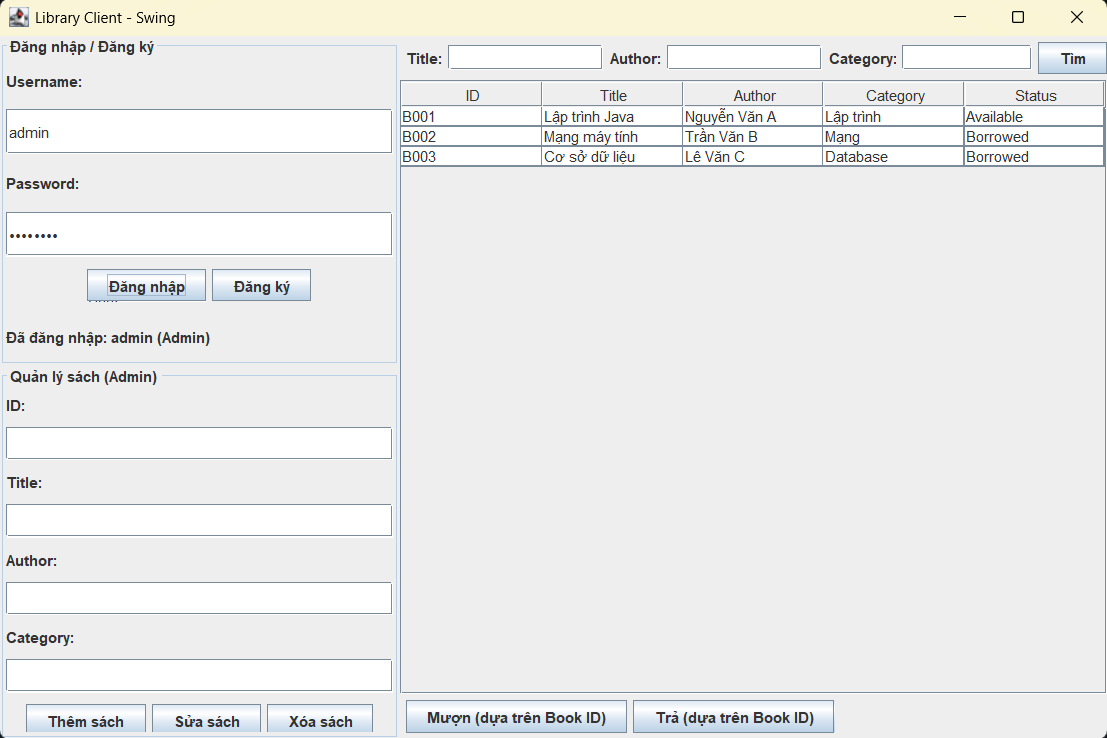 Library Client - Swing
Đăng nhập / Đăng ký
Username:
admin
Password:
••••••••
Đăng nhập Đăng ký
Đã đăng nhập: admin (Admin)
Quản lý sách (Admin)
ID:
Title:
Author:
Category:
Thêm sách Sửa sách Xóa sách
Title: Author: Category: Tìm
ID Title Author Category Status
B001 Lập trình Java Nguyễn Văn A Lập trình Available
B002 Mạng máy tính Trần Văn B Mạng Borrowed
B003 Cơ sở dữ liệu Lê Văn C Database Borrowed
Mượn (dựa trên Book ID) Trả (dựa trên Book ID)